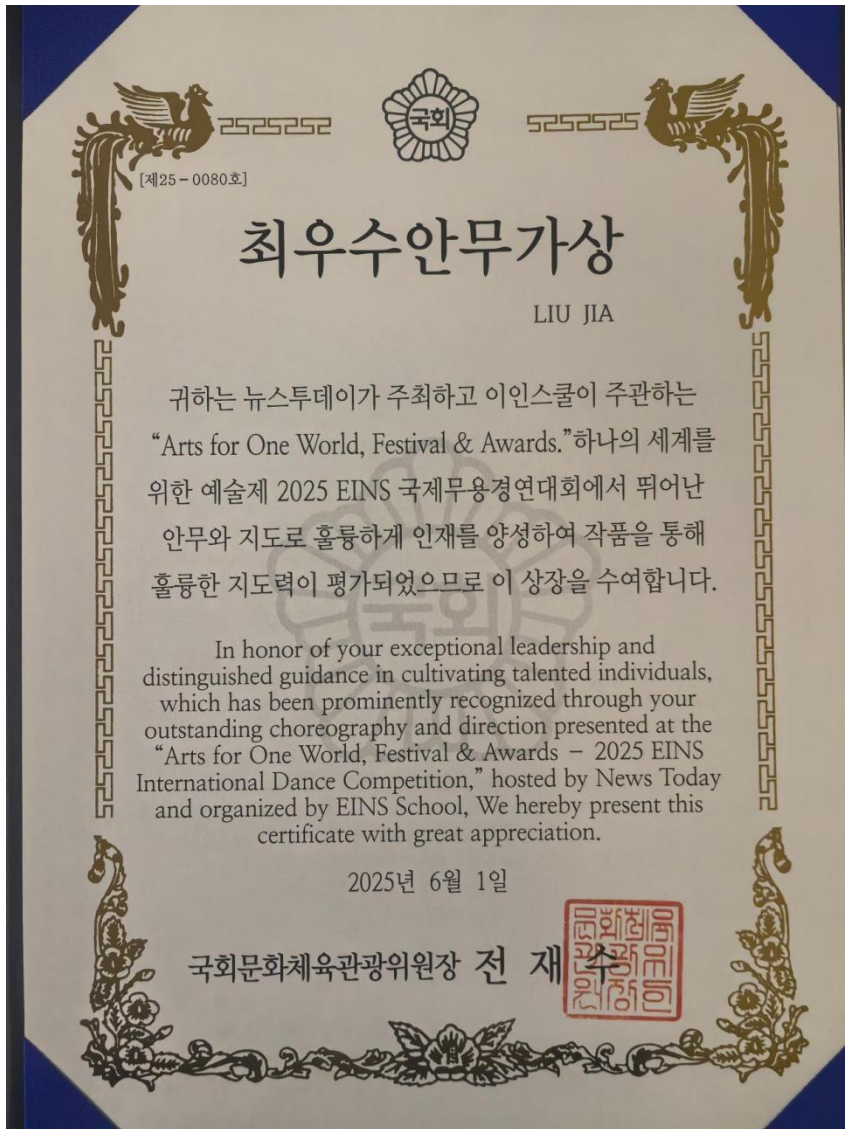 국회
[제25-0080호]
최우수안무가상
LIU JIA
귀하는 뉴스투데이가 주최하고 이인스쿨이 주관하는
“Arts for One World, Festival & Awards.”하나의 세계를
위한 예술제 2025 EINS 국제무용경연대회에서 뛰어난
안무와 지도로 훌륭하게 인재를 양성하여 작품을 통해
훌륭한 지도력이 평가되었으므로 이 상장을 수여합니다.
국회
In honor of your exceptional leadership and
distinguished guidance in cultivating talented individuals,
which has been prominently recognized through your
outstanding choreography and direction presented at the
“Arts for One World, Festival & Awards – 2025 EINS
International Dance Competition,” hosted by News Today
and organized by EINS School, We hereby present this
certificate with great appreciation.
2025년 6월 1일
국회문화체육관광위원장 전 재 수